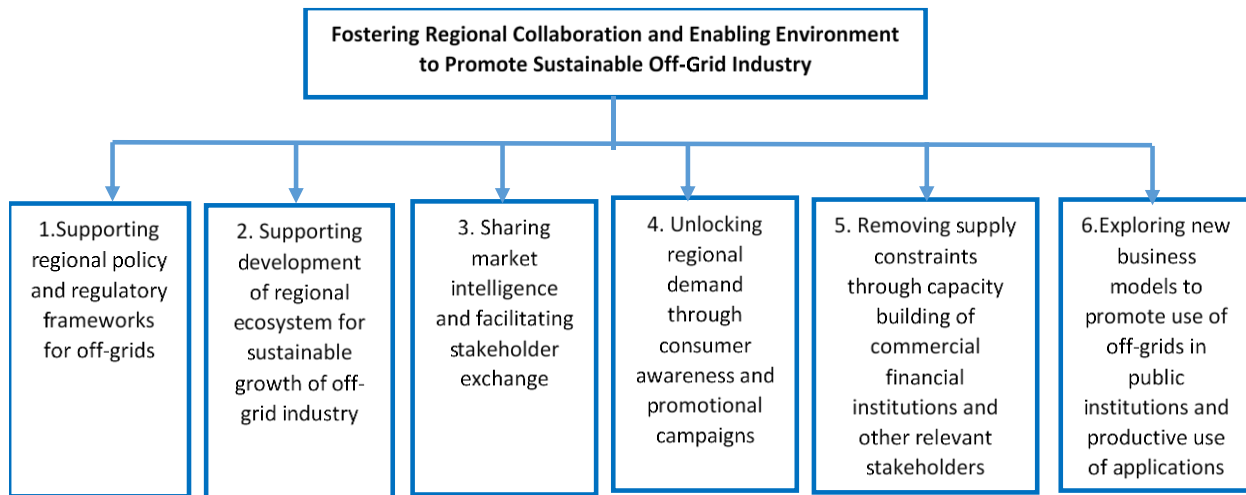 Fostering Regional Collaboration and Enabling Environment
to Promote Sustainable Off-Grid Industry
1.Supporting
regional policy
and regulatory
frameworks
for off-grids
2. Supporting
development
of regional
ecosystem for
sustainable
growth of off-
grid industry
3. Sharing
market
intelligence
and facilitating
stakeholder
exchange
4. Unlocking
regional
demand
through
consumer
awareness and
promotional
campaigns
5. Removing supply
constraints
through capacity
building of
commercial
financial
institutions and
other relevant
stakeholders
6.Exploring new
business
models to
promote use of
off-grids in
public
institutions and
productive use
of applications